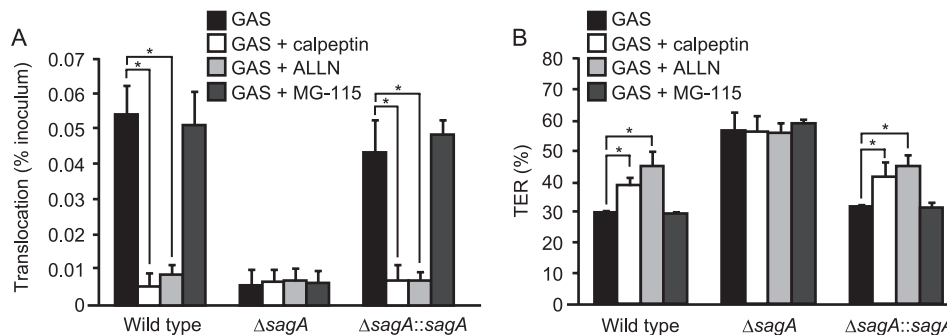 A
GAS
GAS + calpeptin
GAS + ALLN
GAS + MG-115
Translocation (% inoculum)
0.07
0.06
0.05
0.04
0.03
0.02
0.01
0
*
*
*
*
Wild type
ΔsagA
ΔsagA::sagA
B
GAS
GAS + calpeptin
GAS + ALLN
GAS + MG-115
TER (%)
80
70
60
50
40
30
20
10
0
*
*
*
*
Wild type
ΔsagA
ΔsagA::sagA